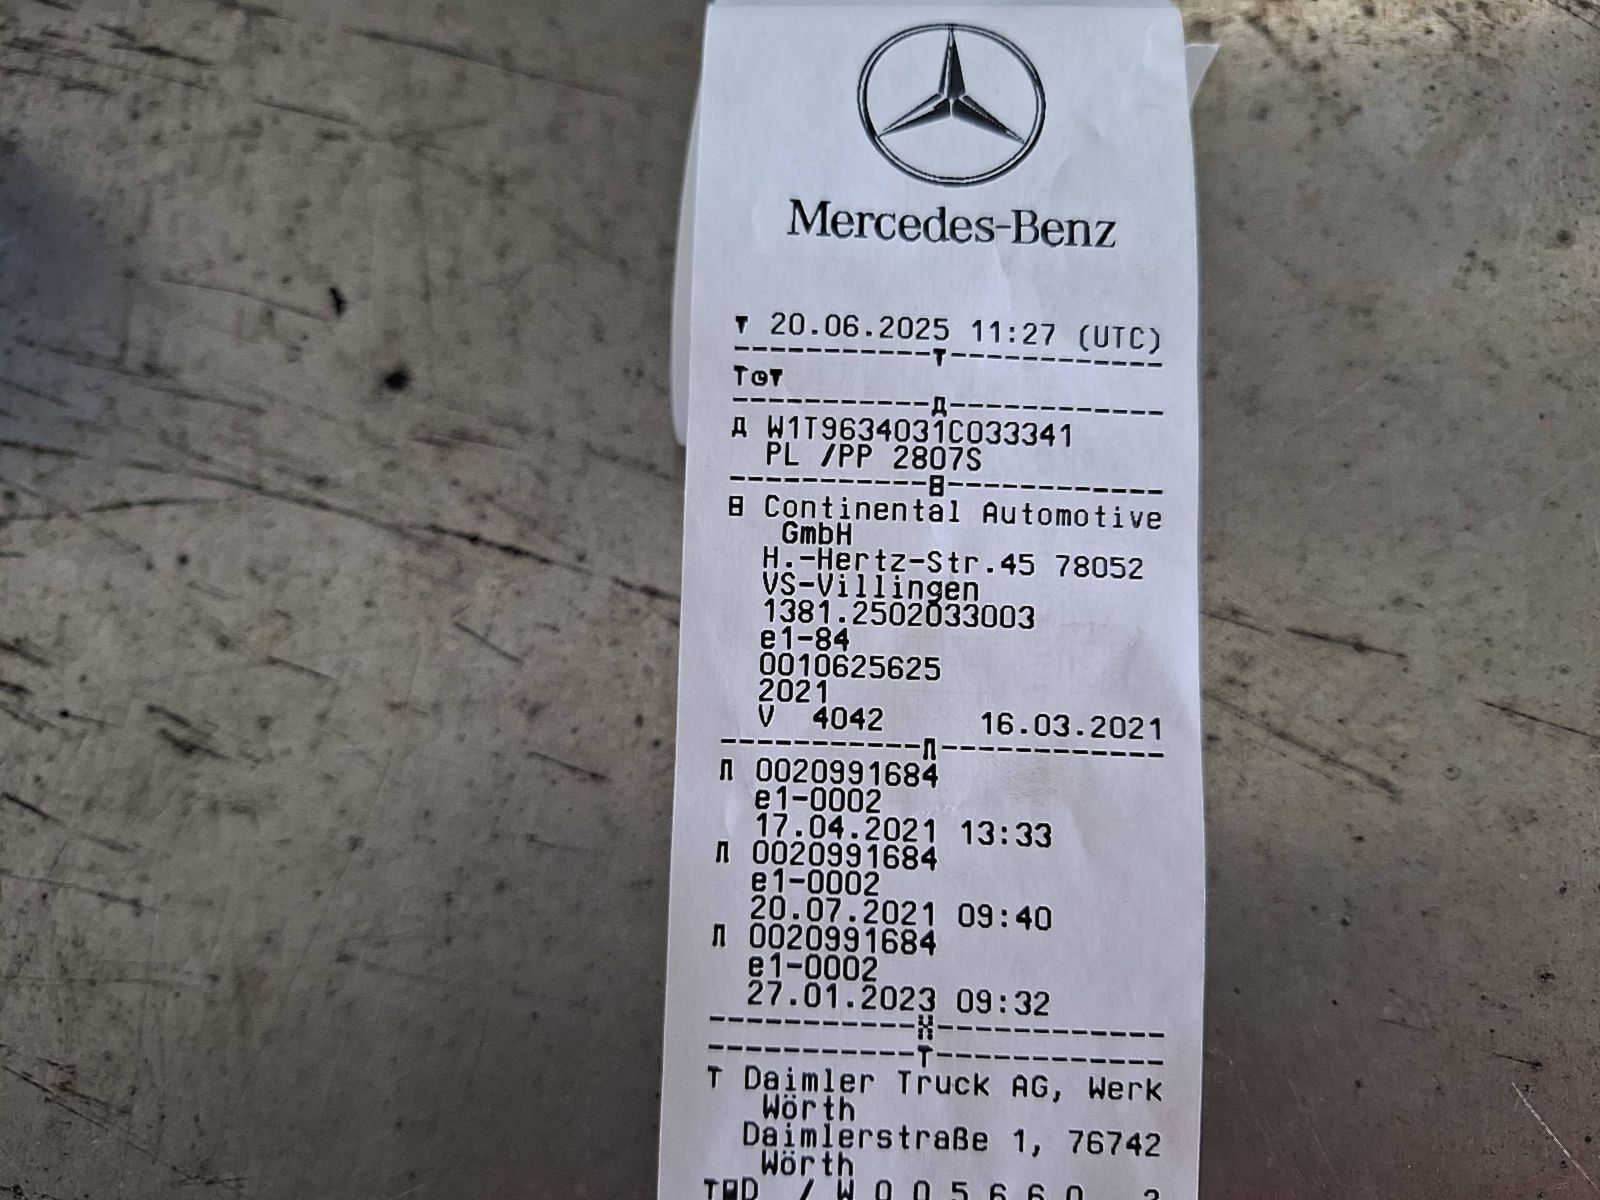 Mercedes-Benz
▼ 20.06.2025 11:27 (UTC)
W1T9634031C033341
PL /PP 2807S
Continental Automotive
GmbH
H.-Hertz-Str.45 78052
VS-Villingen
1381.2502033003
e1-84
0010625625
2021
V 4042 16.03.2021
0020991684
e1-0002
17.04.2021 13:33
0020991684
e1-0002
20.07.2021 09:40
0020991684
e1-0002
27.01.2023 09:32
T Daimler Truck AG, Werk
Wörth
Daimlerstraße 1, 76742
Wörth